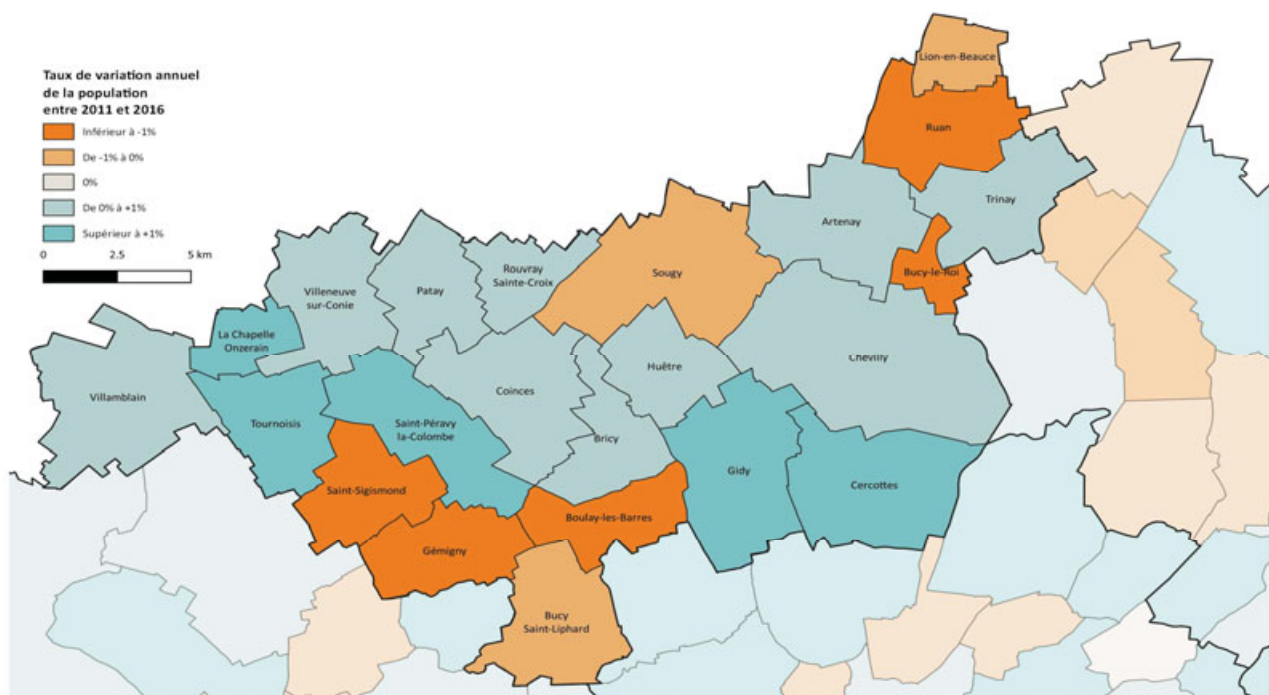 Taux de variation annuel
de la population
entre 2011 et 2016
Inférieur à -1%
De -1% à 0%
0%
De 0% à +1%
Supérieur à +1%
0
2.5
5 km
Lion-en-Beauce
Ruan
Trinay
Artenay
Bucy-le-Roi
Sougy
Rouvray
Sainte-Croix
Patay
Villeneuve
sur-Conie
La Chapelle
Onzerain
Villamblain
Tournoisis
Saint-Péravy
la-Colombe
Coinces
Huêtre
Chevilly
Bricy
Gidy
Cercottes
Saint-Sigismond
Boulay-les-Barres
Gémigny
Bucy
Saint-Liphard